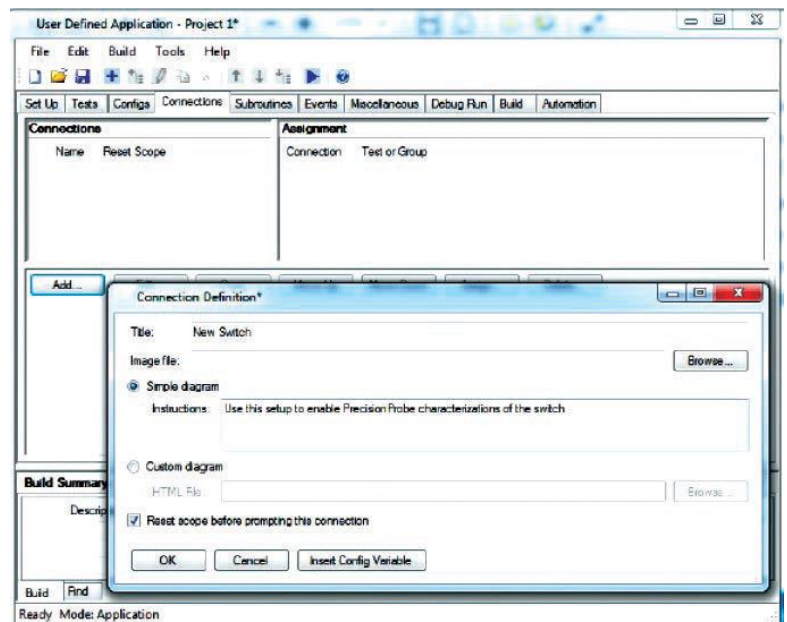 User Defined Application - Project 1*
File Edit Build Tools Help
Set Up Tests Configs Connections Subroutines Events Miscellaneous Debug Run Build Automation
Connections Assignment
Name Reset Scope Connection Test or Group
Add...
Connection Definition*
Title: New Switch
Image file: Browse...
Simple diagram
Instructions: Use this setup to enable Precision Probe characterizations of the switch
Custom diagram
HTML File: Browse...
Build Summary
Descrip
Reset scope before prompting this connection
OK Cancel Insert Config Variable
Build Find
Ready Mode: Application